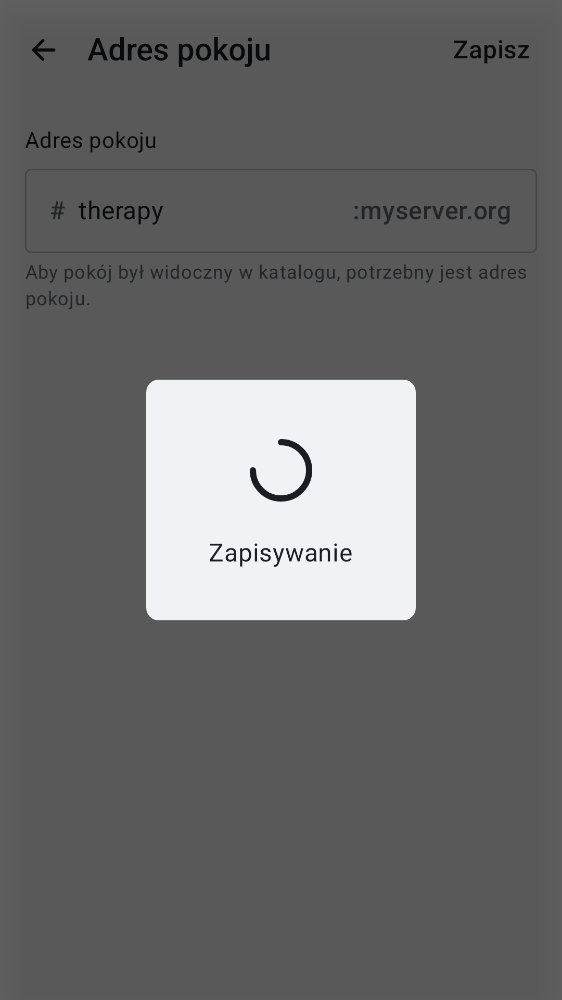 Adres pokoju Zapisz
Adres pokoju
# therapy :myserver.org
Aby pokój był widoczny w katalogu, potrzebny jest adres
pokoju.
Zapisywanie